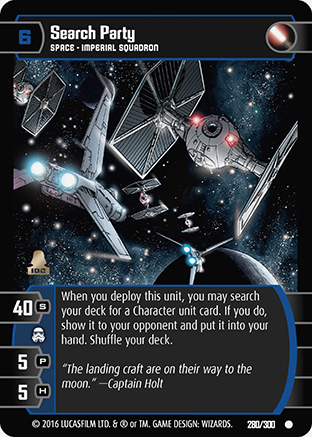 6
Search Party
SPACE - IMPERIAL SQUADRON
40 S
When you deploy this unit, you may search
your deck for a Character unit card. If you do,
show it to your opponent and put it into your
hand. Shuffle your deck.
5 P
5 H
“The landing craft are on their way to the
moon.” —Captain Holt
© 2016 LUCASFILM LTD. & ® or TM. GAME DESIGN: WIZARDS. 280/300